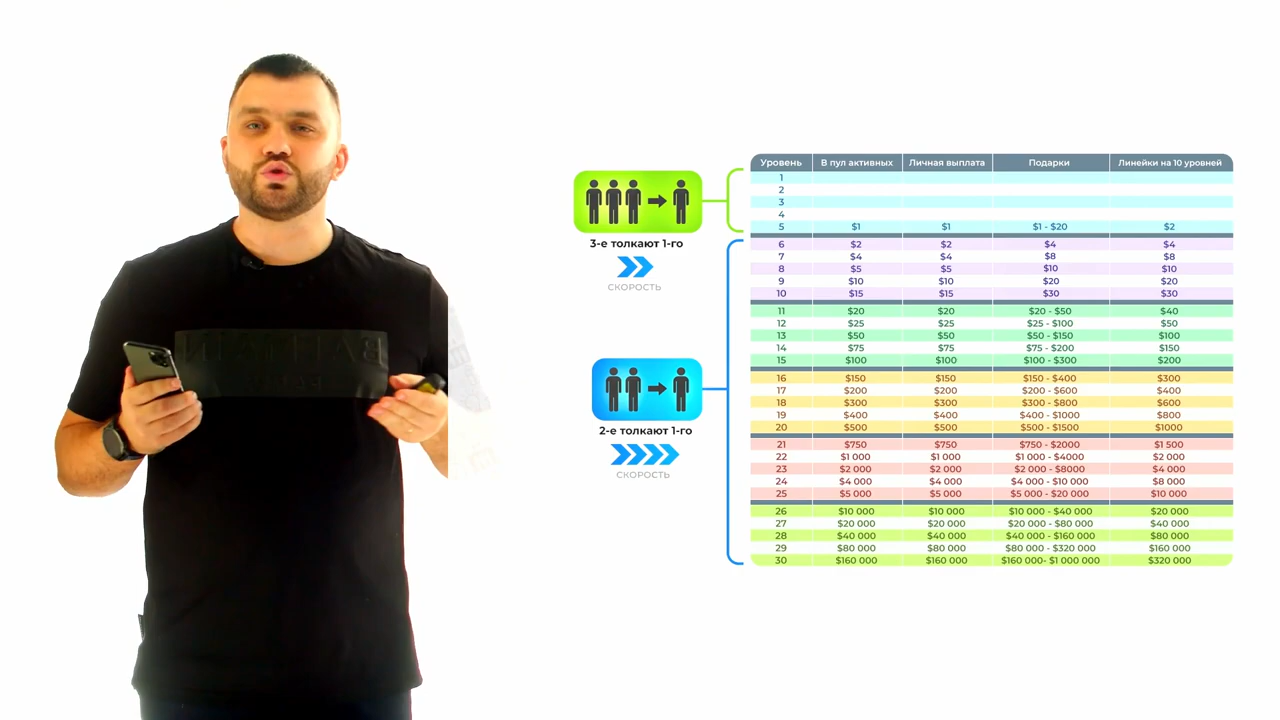 3-е толкают 1-го
СКОРОСТЬ
2-е толкают 1-го
СКОРОСТЬ
Уровень В пул активных Личная выплата Подарки Линейки на 10 уровней
1
2
3
4
5 $1 $1 $1 - $20 $2
6 $2 $2 $4 $4
7 $4 $4 $8 $8
8 $5 $5 $10 $10
9 $10 $10 $20 $20
10 $15 $15 $30 $30
11 $20 $20 $20 - $50 $40
12 $25 $25 $25 - $100 $50
13 $50 $50 $50 - $150 $100
14 $75 $75 $75 - $200 $150
15 $100 $100 $100 - $300 $200
16 $150 $150 $150 - $400 $300
17 $200 $200 $200 - $600 $400
18 $300 $300 $300 - $800 $600
19 $400 $400 $400 - $1000 $800
20 $500 $500 $500 - $1500 $1000
21 $750 $750 $750 - $2000 $1 500
22 $1 000 $1 000 $1 000 - $4000 $2 000
23 $2 000 $2 000 $2 000 - $8000 $4 000
24 $4 000 $4 000 $4 000 - $10 000 $8 000
25 $5 000 $5 000 $5 000 - $20 000 $10 000
26 $10 000 $10 000 $10 000 - $40 000 $20 000
27 $20 000 $20 000 $20 000 - $80 000 $40 000
28 $40 000 $40 000 $40 000 - $160 000 $80 000
29 $80 000 $80 000 $80 000 - $320 000 $160 000
30 $160 000 $160 000 $160 000- $1 000 000 $320 000